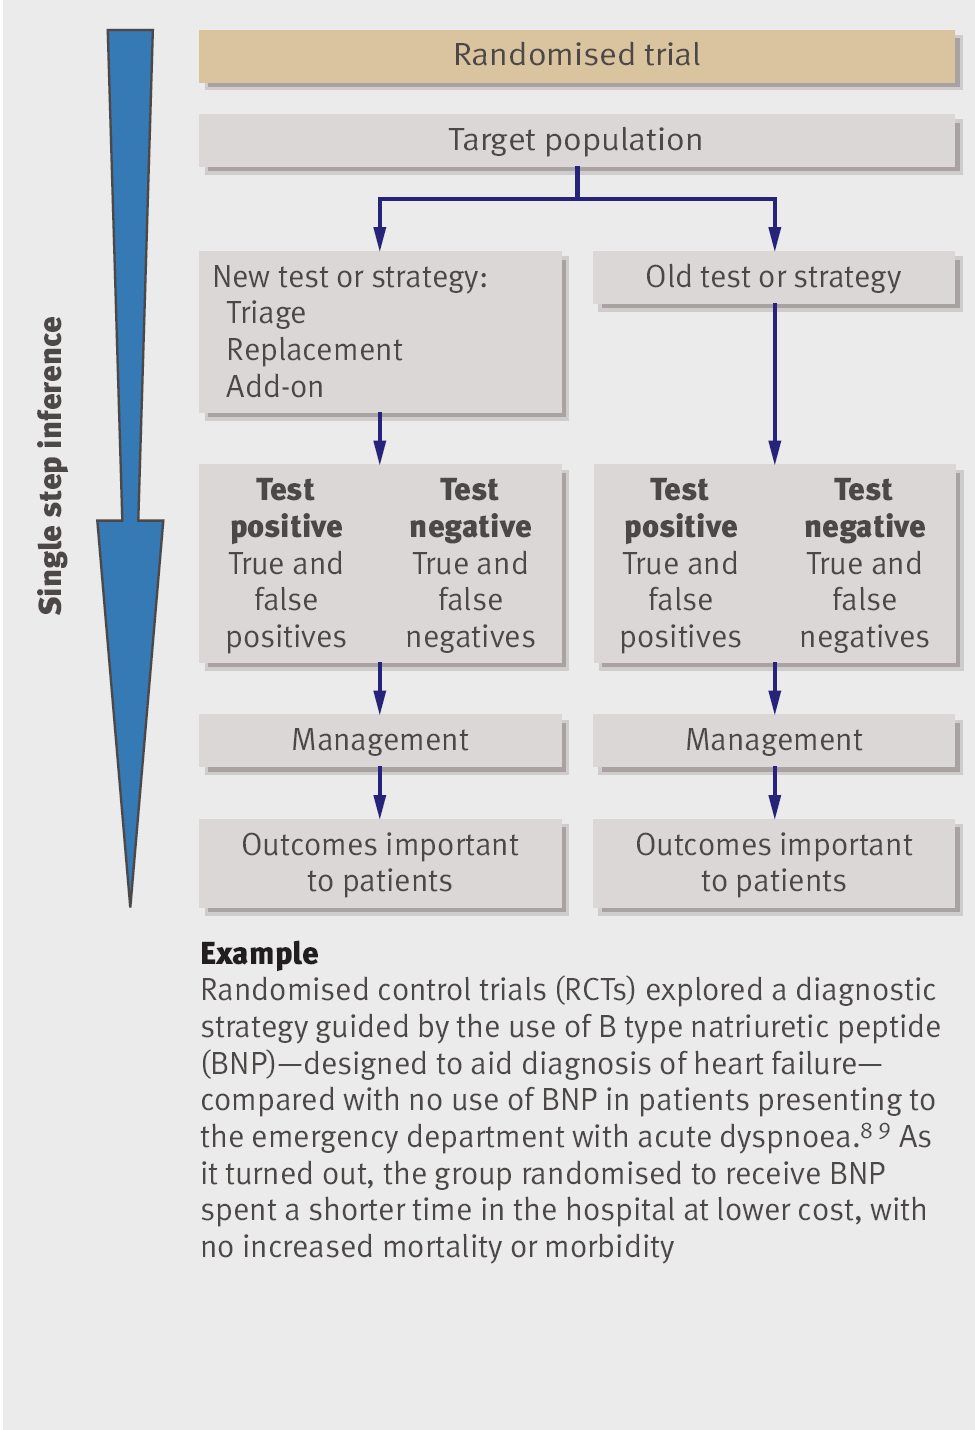 Single step inference
Randomised trial
Target population
New test or strategy:
Triage
Replacement
Add-on
Old test or strategy
Test
positive
True and
false
positives
Test
negative
True and
false
negatives
Test
positive
True and
false
positives
Test
negative
True and
false
negatives
Management
Management
Outcomes important
to patients
Outcomes important
to patients
Example
Randomised control trials (RCTs) explored a diagnostic
strategy guided by the use of B type natriuretic peptide
(BNP)—designed to aid diagnosis of heart failure—
compared with no use of BNP in patients presenting to
the emergency department with acute dyspnoea.⁸ ⁹ As
it turned out, the group randomised to receive BNP
spent a shorter time in the hospital at lower cost, with
no increased mortality or morbidity